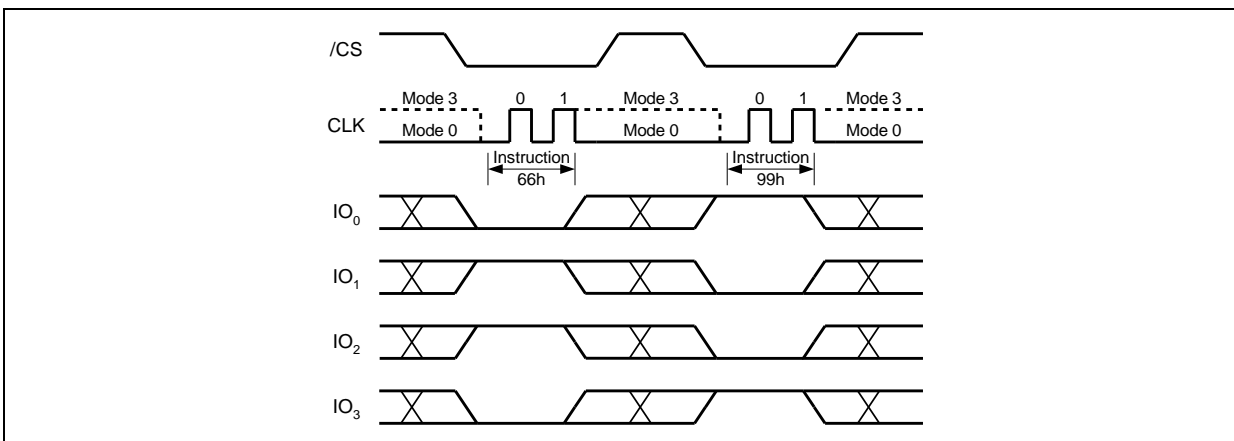 /CS
Mode 3 0 1 Mode 3 0 1 Mode 3
CLK
Mode 0 Mode 0 Mode 0
Instruction Instruction
66h 99h
IO0
IO1
IO2
IO3